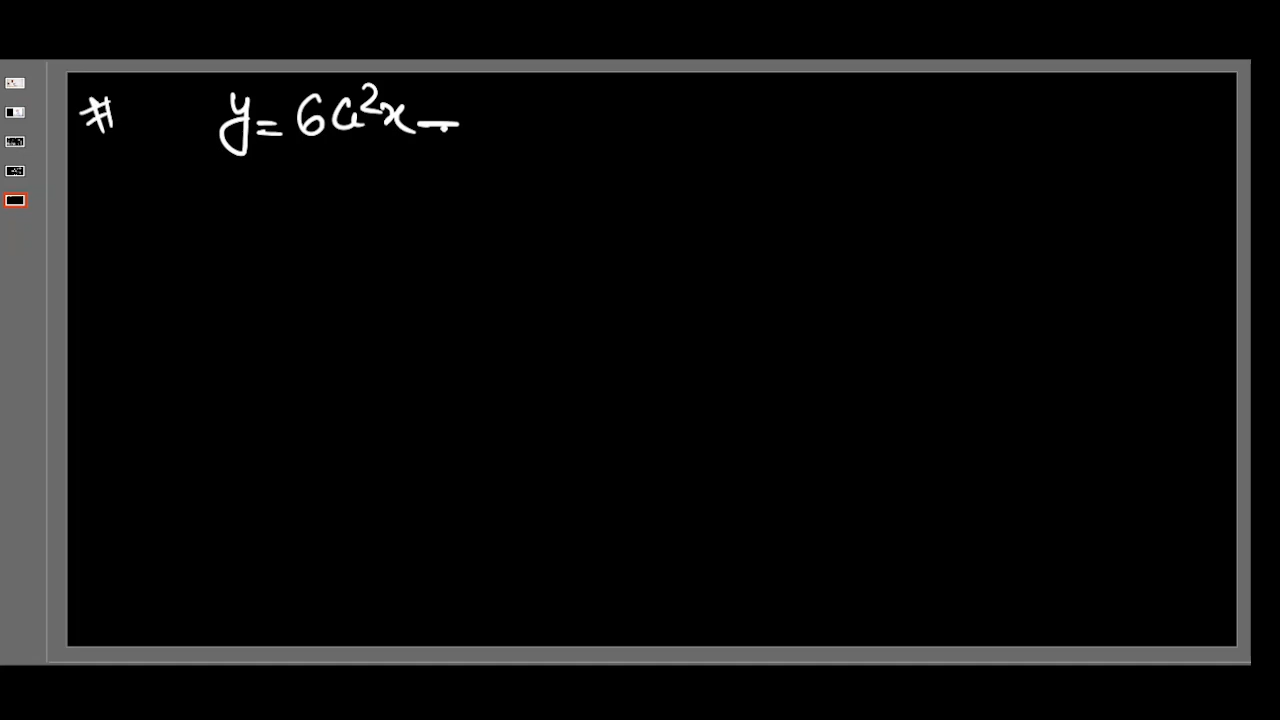 # y = 6a²x −